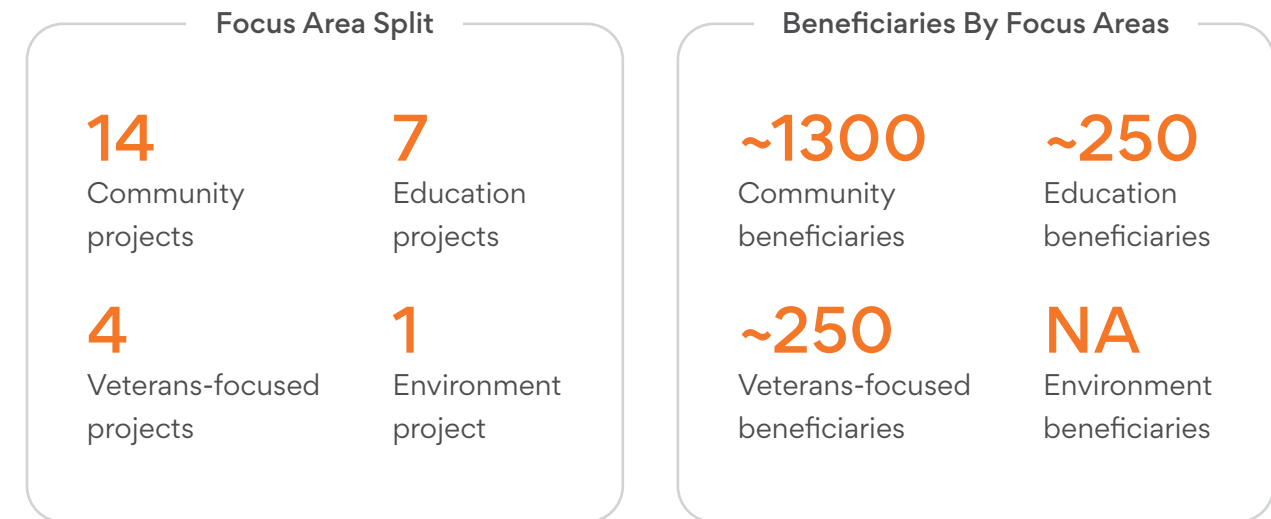 Focus Area Split
14
Community
projects
7
Education
projects
4
Veterans-focused
projects
1
Environment
project
Beneficiaries By Focus Areas
~1300
Community
beneficiaries
~250
Education
beneficiaries
~250
Veterans-focused
beneficiaries
NA
Environment
beneficiaries